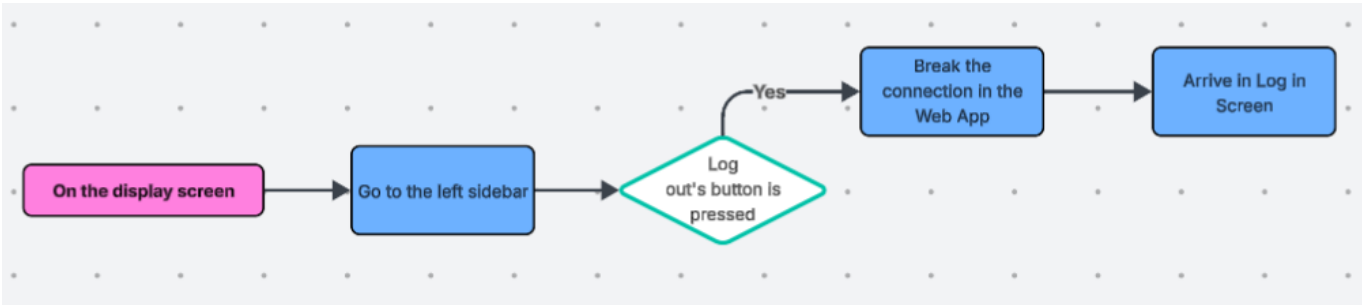 On the display screen
Go to the left sidebar
Log
out's button is
pressed
Yes
Break the
connection in the
Web App
Arrive in Log in
Screen